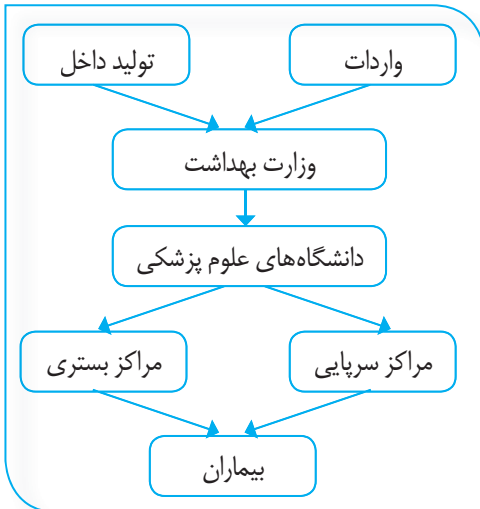 واردات
تولید داخل
وزارت بهداشت
دانشگاه‌های علوم پزشکی
مراکز سرپایی
مراکز بستری
بیماران